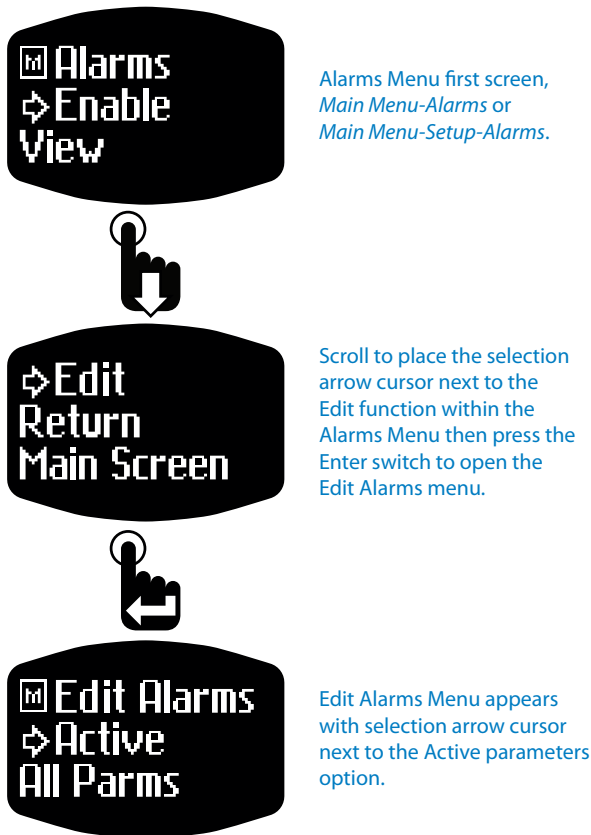 M Alarms
Enable
View
Alarms Menu first screen,
Main Menu-Alarms or
Main Menu-Setup-Alarms.
Edit
Return
Main Screen
Scroll to place the selection
arrow cursor next to the
Edit function within the
Alarms Menu then press the
Enter switch to open the
Edit Alarms menu.
M Edit Alarms
Active
All Parms
Edit Alarms Menu appears
with selection arrow cursor
next to the Active parameters
option.